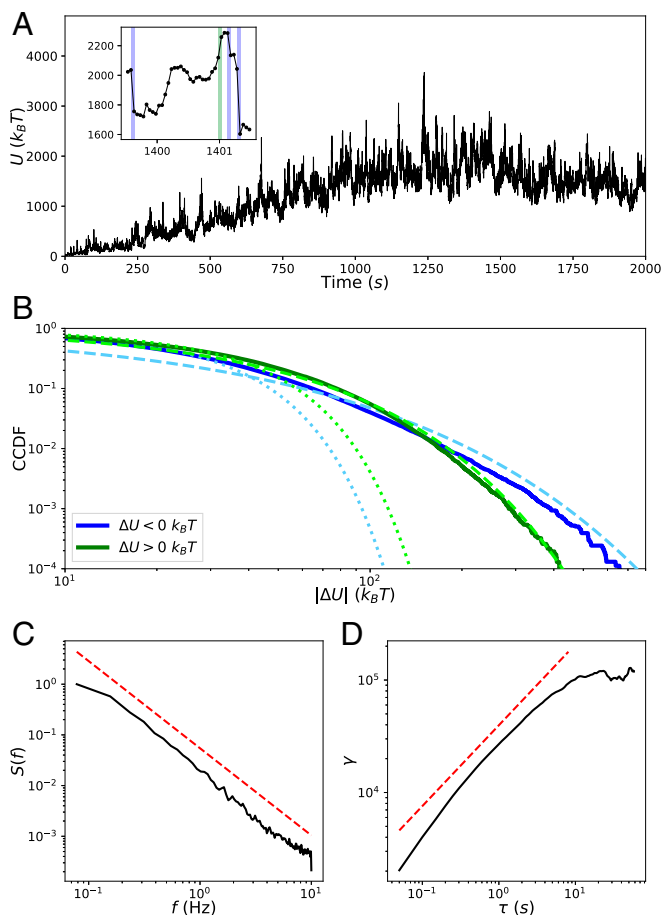 A
4000
3000
2000
1000
0
U (k_BT)
2200
2000
1800
1600
1400
1401
0
250
500
750
1000
1250
1500
1750
2000
Time (s)
B
10^0
10^-1
10^-2
10^-3
10^-4
CCDF
ΔU < 0 k_BT
ΔU > 0 k_BT
10^1
10^2
|ΔU| (k_BT)
C
10^0
10^-1
10^-2
10^-3
S(f)
10^-1
10^0
10^1
f (Hz)
D
10^5
10^4
γ
10^-1
10^0
10^1
τ (s)